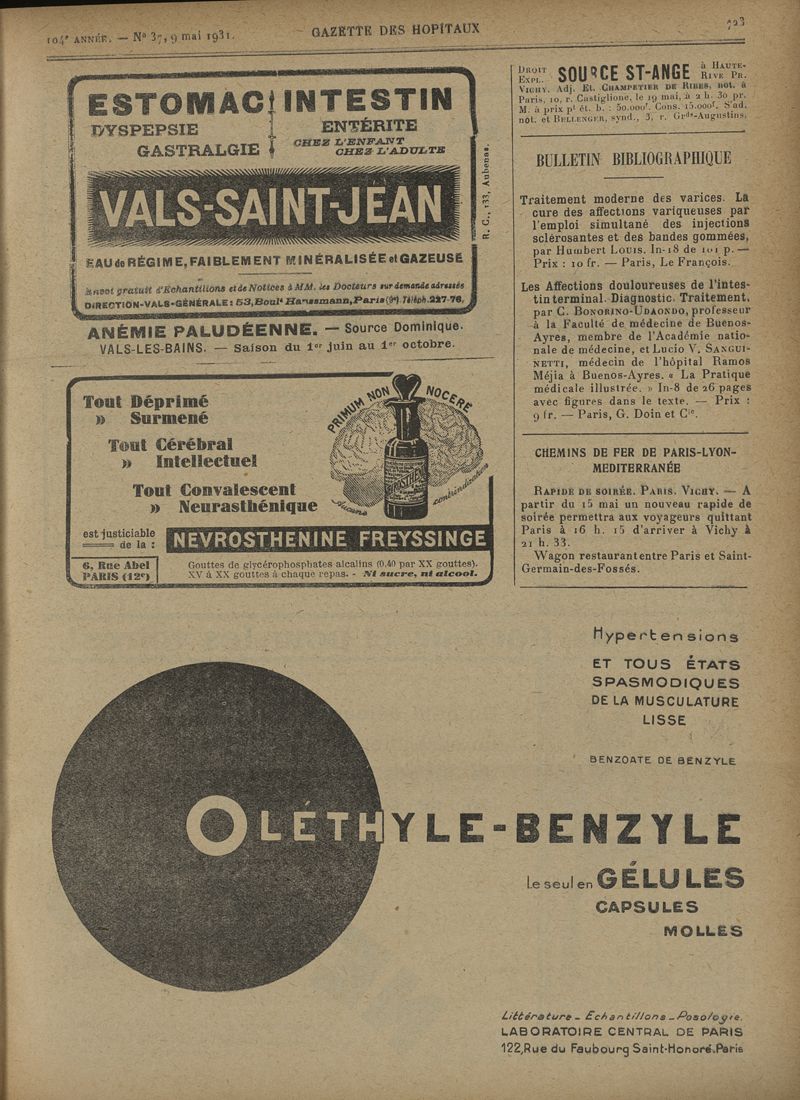 104e ANNÉE. — No 37, 9 mai 1931.
GAZETTE DES HOPITAUX
723
ESTOMAC INTESTIN
DYSPEPSIE
GASTRALGIE
ENTÉRITE
CHEZ L'ENFANT
CHEZ L'ADULTE
VALS-SAINT-JEAN
EAU de RÉGIME, FAIBLEMENT MINÉRALISÉE et GAZEUSE
Envoi gratuit d'Echantillons et de Notices à MM. les Docteurs sur demande adressés
DIRECTION-VALS-GÉNÉRALE: 53, Boult Haussmann, Paris (9e) Téléph. 227-76.
R. C., 133, Aubenas.
ANÉMIE PALUDÉENNE. — Source Dominique.
VALS-LES-BAINS. — Saison du 1er juin au 1er octobre.
Tout Déprimé
» Surmené
Tout Cérébral
» Intellectuel
Tout Convalescent
» Neurasthénique
PRIMUM NON NOCERE
Aucune contrindication
est justiciable
de la :
NEVROSTHENINE FREYSSINGE
6, Rue Abel
PARIS (12e)
Gouttes de glycérophosphates alcalins (0.40 par XX gouttes).
XV à XX gouttes à chaque repas. - Ni sucre, ni alcool.
DROIT EXPL. SOURCE ST-ANGE à HAUTE-RIVE PR.
VICHY. Adj. Et. CHAMPETIER DE RIBES, not. à
Paris, 10, r. Castiglione, le 19 mai, à 2 h. 30 pr.
M. à prix pt êt. b. : 50.000f. Cons. 15.000f. S'ad.
not. et BELLENGER, synd., 3, r. Grds-Augustins.
BULLETIN BIBLIOGRAPHIQUE
Traitement moderne des varices. La
cure des affections variqueuses par
l'emploi simultané des injections
sclérosantes et des bandes gommées,
par Humbert LOUIS. In-18 de 101 p. —
Prix : 10 fr. — Paris, Le François.
Les Affections douloureuses de l'intes-
tin terminal. Diagnostic. Traitement,
par C. BONORINO-UDAONDO, professeur
à la Faculté de médecine de Buenos-
Ayres, membre de l'Académie natio-
nale de médecine, et Lucio V. SANGUI-
NETTI, médecin de l'hôpital Ramos
Méjia à Buenos-Ayres. « La Pratique
médicale illustrée. » In-8 de 26 pages
avec figures dans le texte. — Prix :
9 fr. — Paris, G. Doin et Cie.
CHEMINS DE FER DE PARIS-LYON-
MEDITERRANÉE
RAPIDE DE SOIRÉE. PARIS. VICHY. — A
partir du 15 mai un nouveau rapide de
soirée permettra aux voyageurs quittant
Paris à 16 h. 15 d'arriver à Vichy à
21 h. 33.
Wagon restaurant entre Paris et Saint-
Germain-des-Fossés.
Hypertensions
ET TOUS ÉTATS
SPASMODIQUES
DE LA MUSCULATURE
LISSE
BENZOATE DE BENZYLE
OLÉTHYLE-BENZYLE
Le seul en GÉLULES
CAPSULES
MOLLES
Littérature - Echantillons - Posologie.
LABORATOIRE CENTRAL DE PARIS
122, Rue du Faubourg Saint-Honoré. Paris